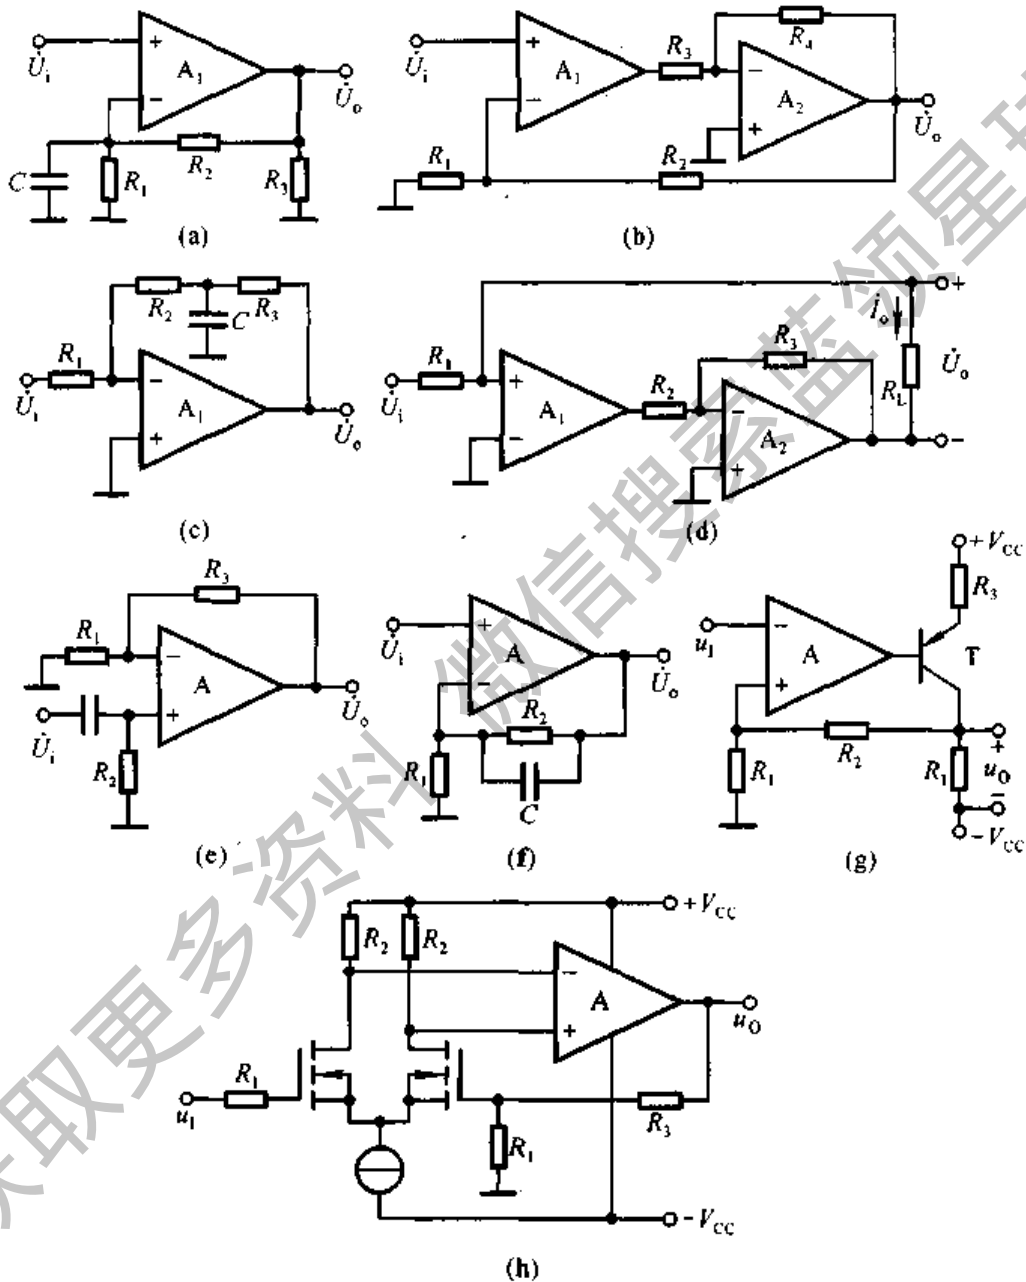 U̇i
+
A1
−
U̇o
C
R1
R2
R3
(a)
U̇i
+
A1
−
R3
R4
−
A2
+
U̇o
R1
R2
(b)
R2
C
R3
R1
U̇i
−
A1
+
U̇o
(c)
R1
U̇i
+
A1
−
R2
R3
−
A2
+
İo
RL
+
U̇o
−
(d)
R3
R1
−
A
+
U̇i
R2
U̇o
(e)
U̇i
+
A
−
U̇o
R2
R1
C
(f)
+VCC
R3
uI
−
A
+
T
R2
R1
R1
+
uO
−
−VCC
(g)
+VCC
R2
R2
−
A
+
uO
R1
uI
R3
R1
−VCC
(h)
获取更多资料 微信搜索蓝领星球